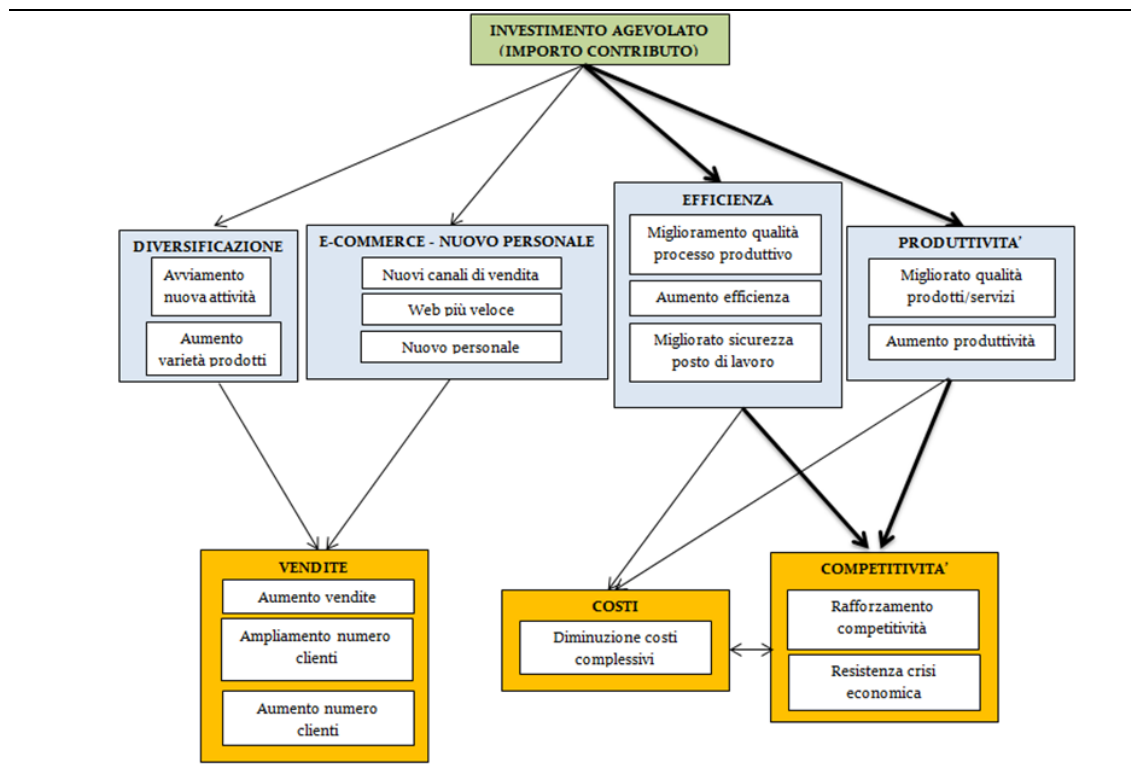 INVESTIMENTO AGEVOLATO
(IMPORTO CONTRIBUTO)
DIVERSIFICAZIONE
Avviamento
nuova attività
Aumento
varietà prodotti
E-COMMERCE - NUOVO PERSONALE
Nuovi canali di vendita
Web più veloce
Nuovo personale
EFFICIENZA
Miglioramento qualità
processo produttivo
Aumento efficienza
Migliorato sicurezza
posto di lavoro
PRODUTTIVITA'
Migliorato qualità
prodotti/servizi
Aumento produttività
VENDITE
Aumento vendite
Ampliamento numero
clienti
Aumento numero
clienti
COSTI
Diminuzione costi
complessivi
COMPETITIVITA'
Rafforzamento
competitività
Resistenza crisi
economica